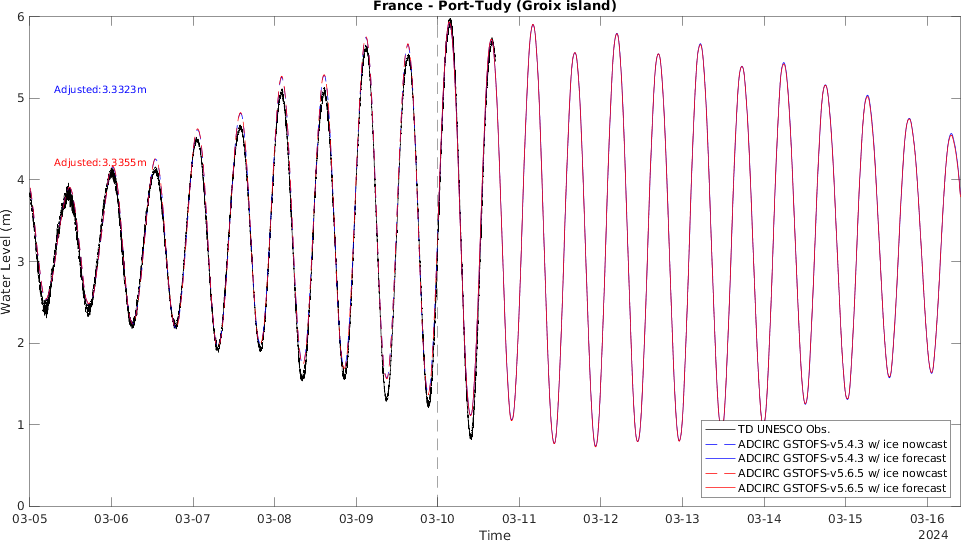 France - Port-Tudy (Groix island)
Water Level (m)
6
5
4
3
2
1
0
Adjusted:3.3323m
Adjusted:3.3355m
TD UNESCO Obs.
ADCIRC GSTOFS-v5.4.3 w/ ice nowcast
ADCIRC GSTOFS-v5.4.3 w/ ice forecast
ADCIRC GSTOFS-v5.6.5 w/ ice nowcast
ADCIRC GSTOFS-v5.6.5 w/ ice forecast
03-05 03-06 03-07 03-08 03-09 03-10 03-11 03-12 03-13 03-14 03-15 03-16
Time
2024